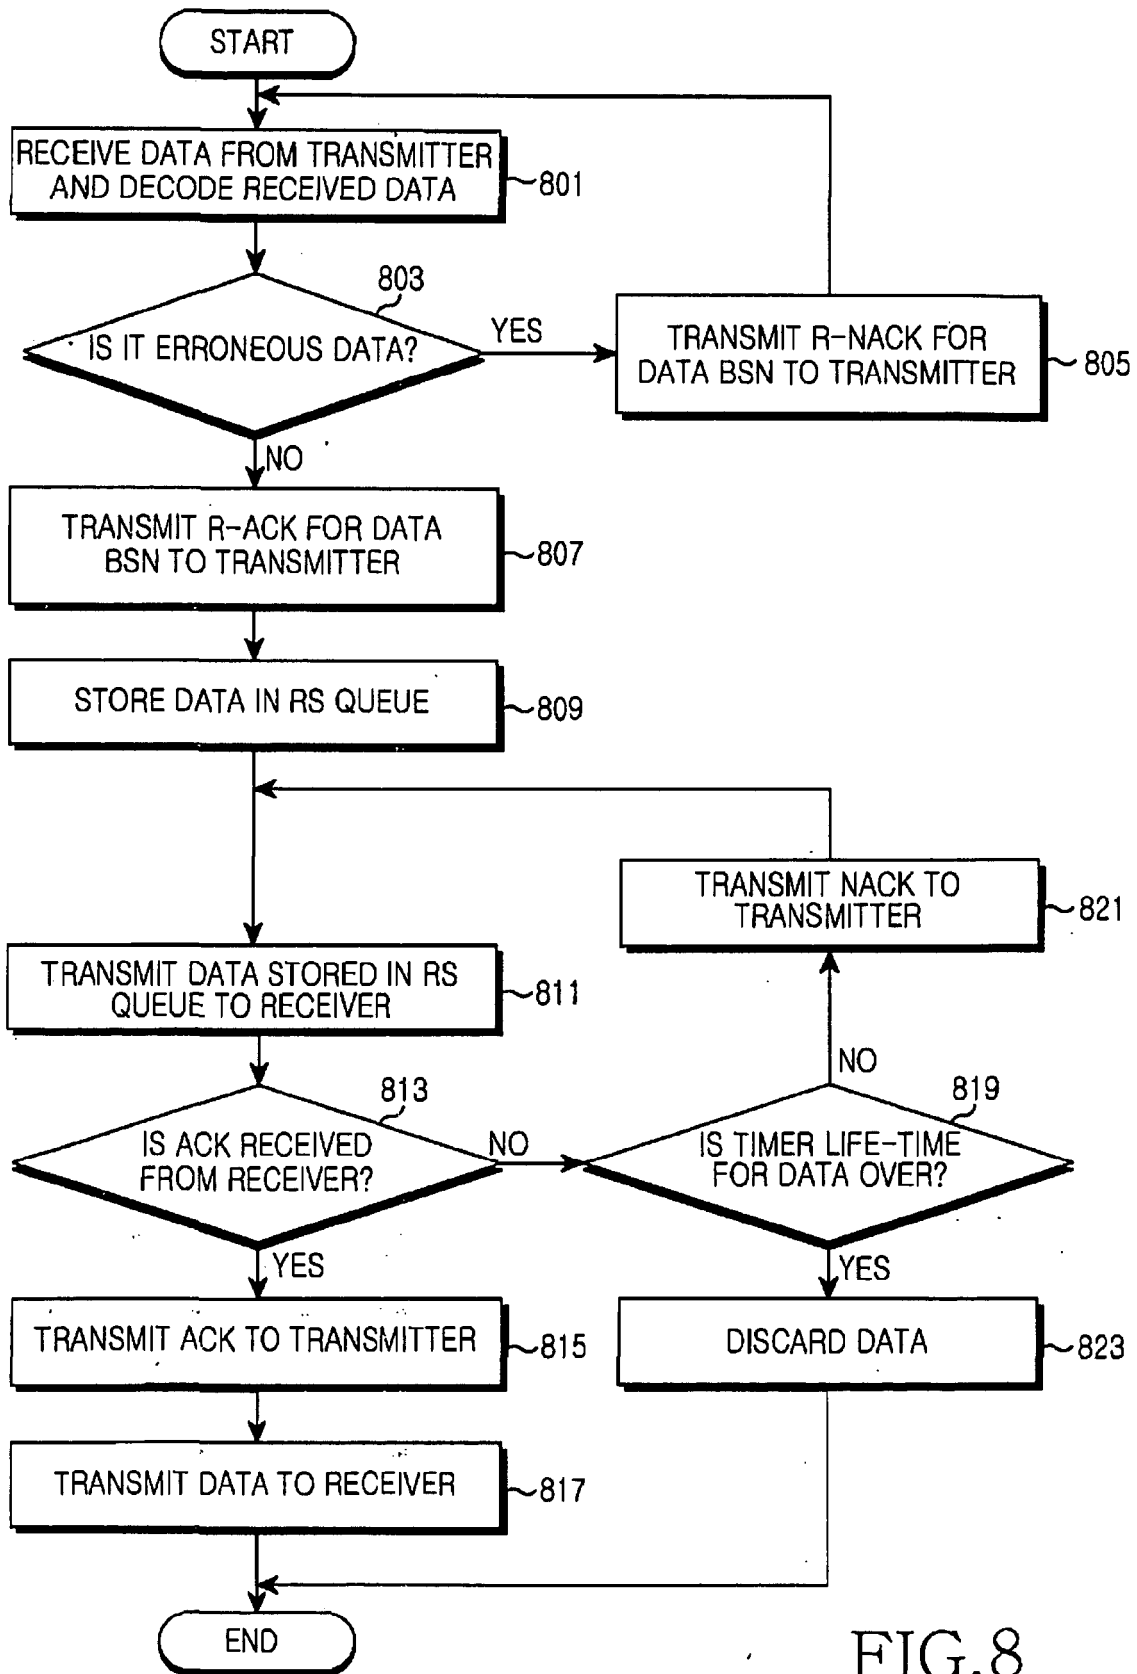 START
RECEIVE DATA FROM TRANSMITTER
AND DECODE RECEIVED DATA
801
803
IS IT ERRONEOUS DATA?
YES
TRANSMIT R-NACK FOR
DATA BSN TO TRANSMITTER
805
NO
TRANSMIT R-ACK FOR DATA
BSN TO TRANSMITTER
807
STORE DATA IN RS QUEUE
809
TRANSMIT NACK TO
TRANSMITTER
821
TRANSMIT DATA STORED IN RS
QUEUE TO RECEIVER
811
NO
813
IS ACK RECEIVED
FROM RECEIVER?
NO
819
IS TIMER LIFE-TIME
FOR DATA OVER?
YES
YES
TRANSMIT ACK TO TRANSMITTER
815
DISCARD DATA
823
TRANSMIT DATA TO RECEIVER
817
END
FIG.8